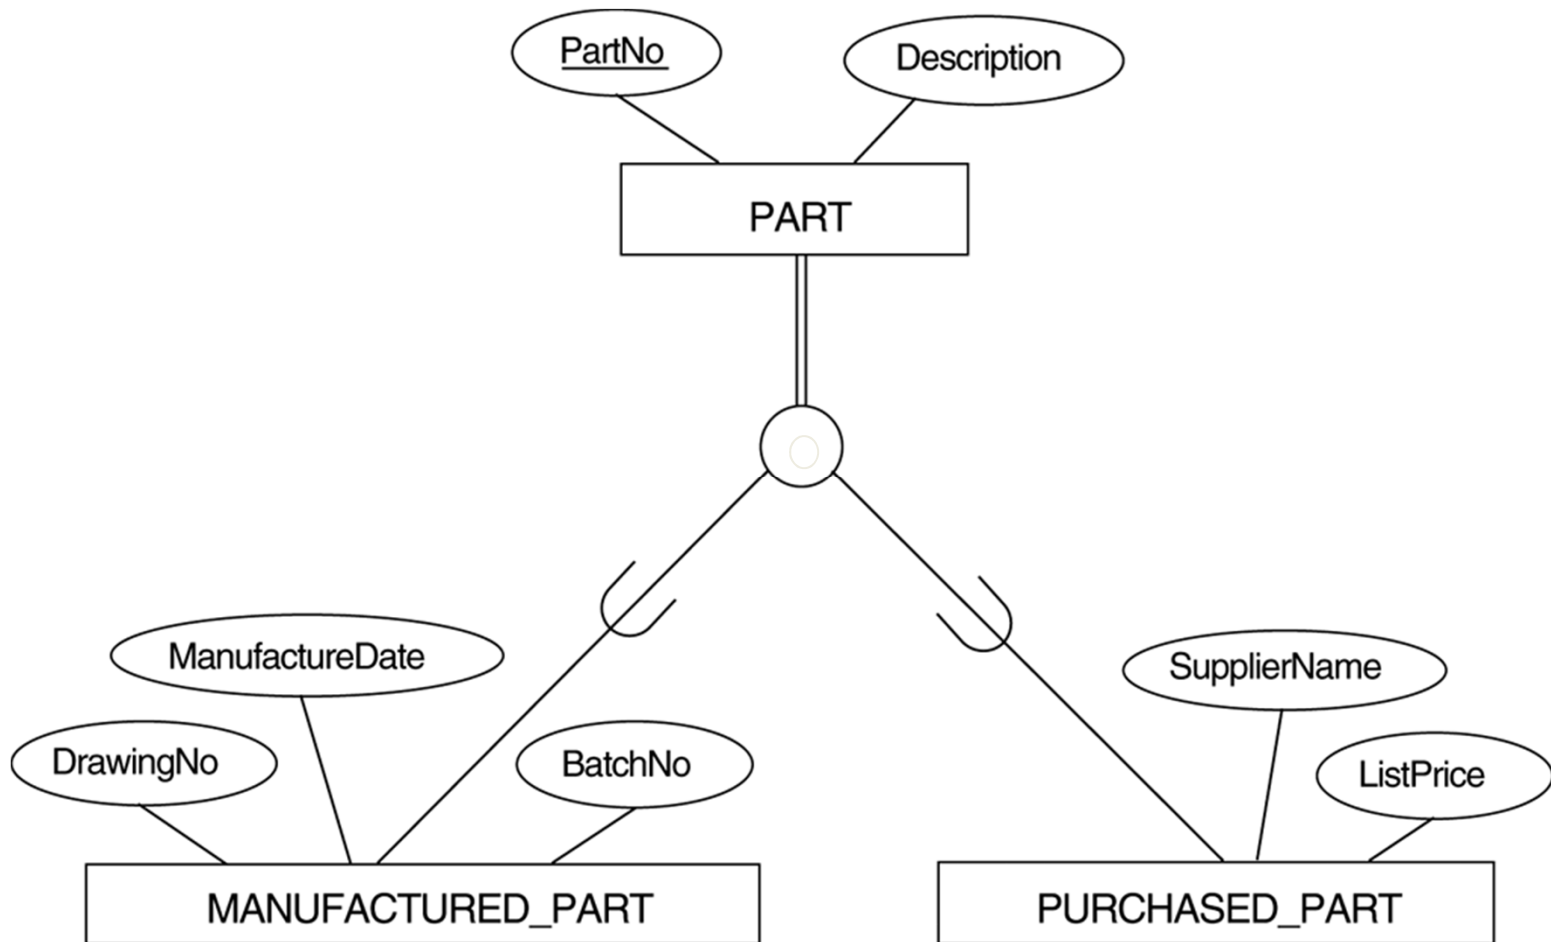 PartNo
Description
PART
ManufactureDate
SupplierName
DrawingNo
BatchNo
ListPrice
MANUFACTURED_PART
PURCHASED_PART